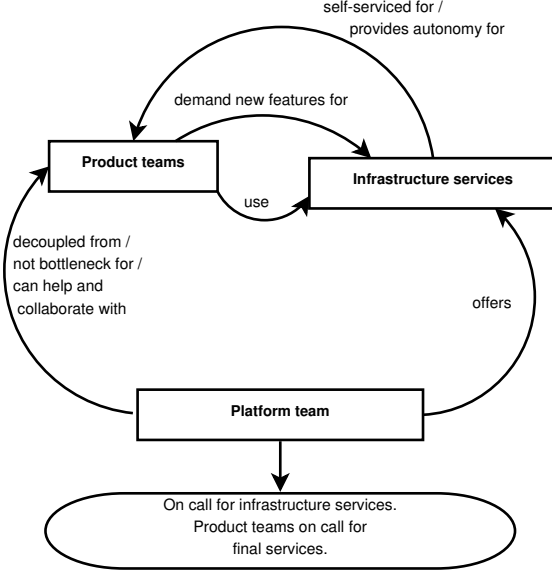 self-serviced for /
provides autonomy for
demand new features for
Product teams
Infrastructure services
use
decoupled from /
not bottleneck for /
can help and
collaborate with
offers
Platform team
On call for infrastructure services.
Product teams on call for
final services.